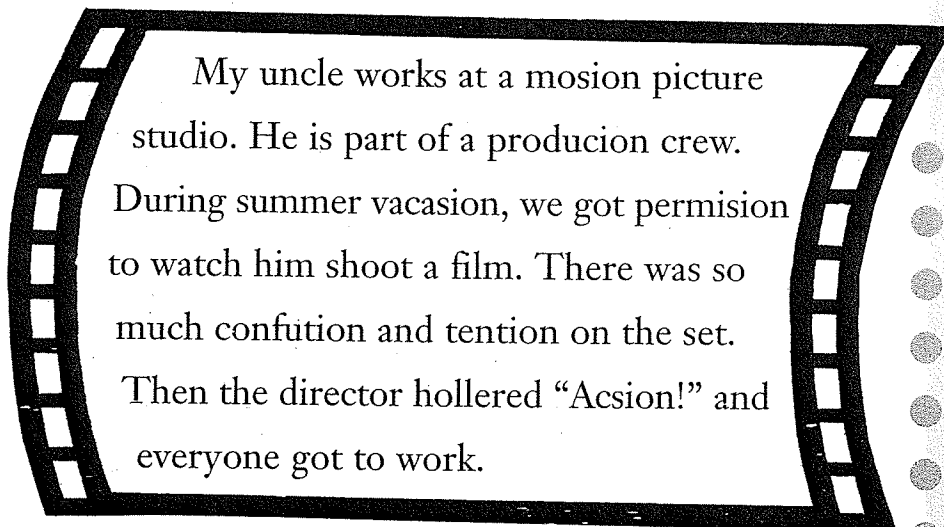 My uncle works at a mosion picture
studio. He is part of a producion crew.
During summer vacasion, we got permision
to watch him shoot a film. There was so
much confution and tention on the set.
Then the director hollered “Acsion!” and
everyone got to work.